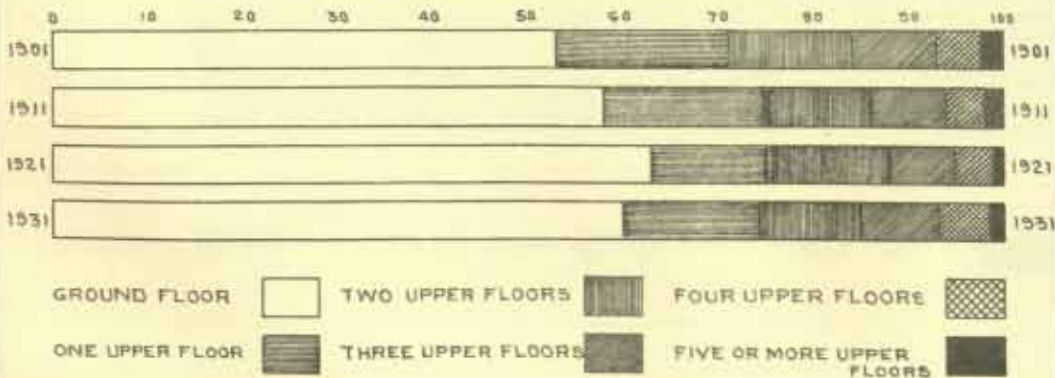 0 10 20 30 40 50 60 70 80 90 100
1901 1901
1911 1911
1921 1921
1931 1931
GROUND FLOOR TWO UPPER FLOORS FOUR UPPER FLOORS
ONE UPPER FLOOR THREE UPPER FLOORS FIVE OR MORE UPPER
FLOORS